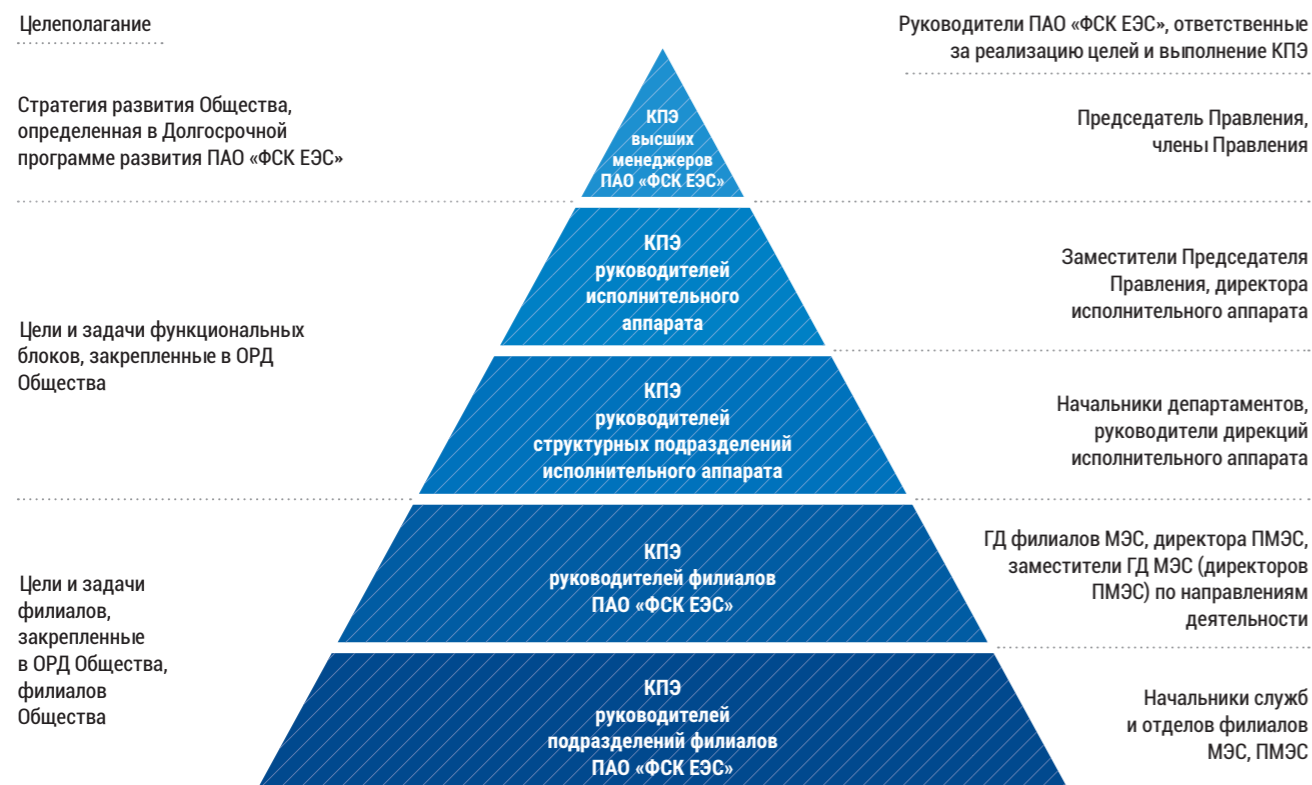 Целеполагание
Руководители ПАО «ФСК ЕЭС», ответственные
за реализацию целей и выполнение КПЭ
Стратегия развития Общества,
определенная в Долгосрочной
программе развития ПАО «ФСК ЕЭС»
КПЭ
высших
менеджеров
ПАО «ФСК ЕЭС»
Председатель Правления,
члены Правления
Цели и задачи функциональных
блоков, закрепленные в ОРД
Общества
КПЭ
руководителей
исполнительного
аппарата
Заместители Председателя
Правления, директора
исполнительного аппарата
КПЭ
руководителей
структурных подразделений
исполнительного аппарата
Начальники департаментов,
руководители дирекций
исполнительного аппарата
Цели и задачи
филиалов,
закрепленные
в ОРД Общества,
филиалов
Общества
КПЭ
руководителей филиалов
ПАО «ФСК ЕЭС»
ГД филиалов МЭС, директора ПМЭС,
заместители ГД МЭС (директоров
ПМЭС) по направлениям
деятельности
КПЭ
руководителей
подразделений филиалов
ПАО «ФСК ЕЭС»
Начальники служб
и отделов филиалов
МЭС, ПМЭС